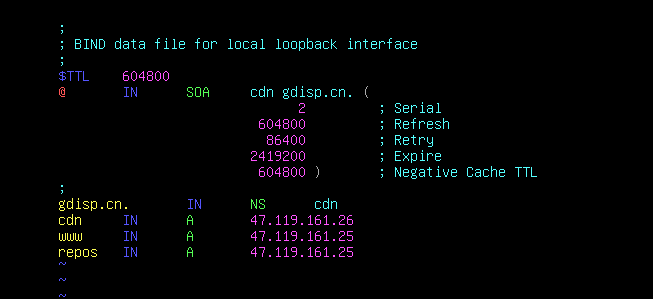 ;
; BIND data file for local loopback interface
;
$TTL    604800
@       IN      SOA     cdn gdisp.cn. (
                              2         ; Serial
                         604800         ; Refresh
                          86400         ; Retry
                        2419200         ; Expire
                         604800 )       ; Negative Cache TTL
;
gdisp.cn.       IN      NS      cdn
cdn     IN      A       47.119.161.26
www     IN      A       47.119.161.25
repos   IN      A       47.119.161.25
~
~
~